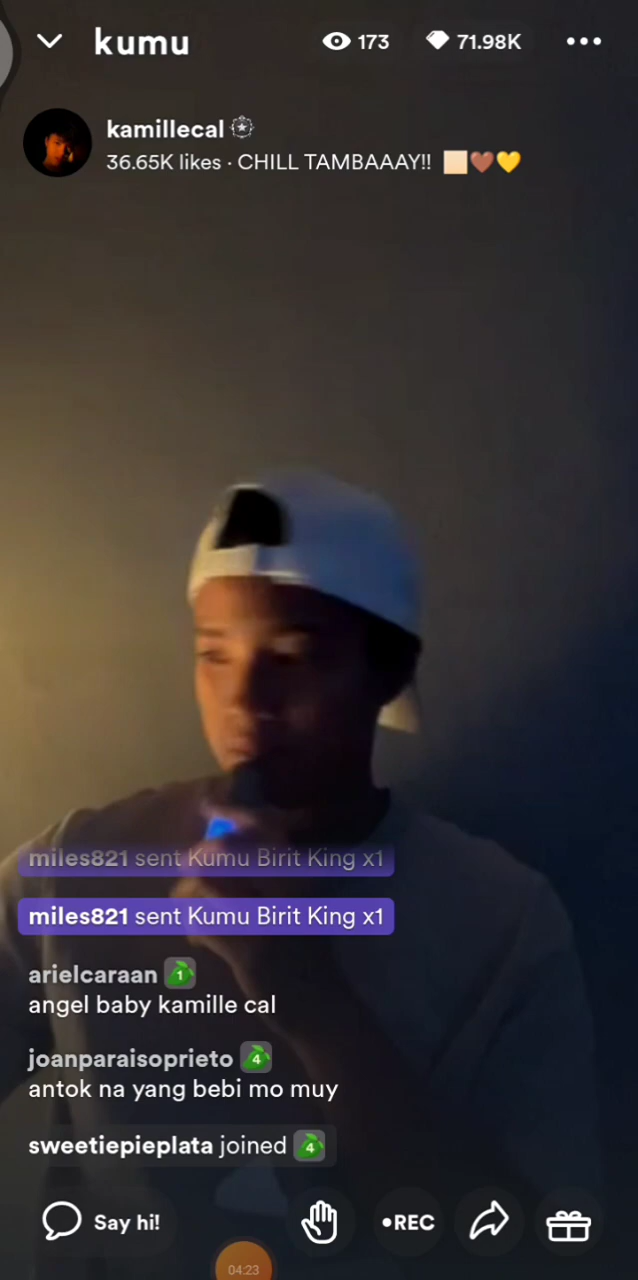 kumu
173
71.98K
kamillecal
36.65K likes · CHILL TAMBAAAY!! 🏻🤎💛
miles821 sent Kumu Birit King x1
miles821 sent Kumu Birit King x1
arielcaraan 1
angel baby kamille cal
joanparaisoprieto 4
antok na yang bebi mo muy
sweetiepieplata joined 4
Say hi!
•REC
04:23